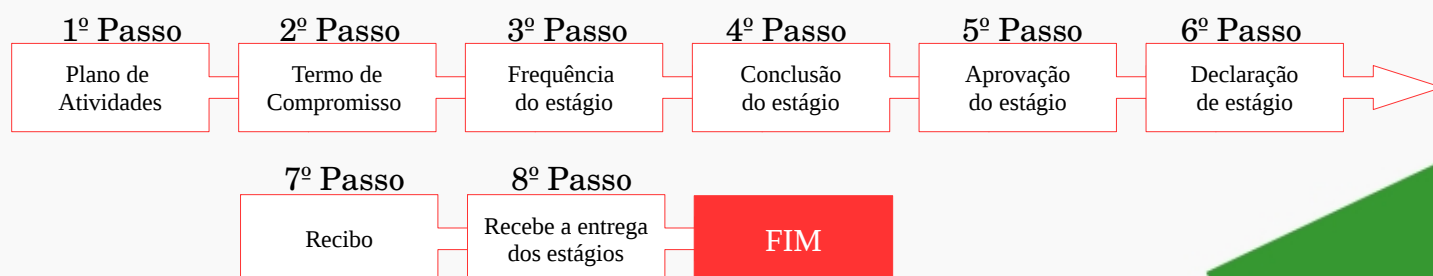 1º Passo
Plano de
Atividades
2º Passo
Termo de
Compromisso
3º Passo
Frequência
do estágio
4º Passo
Conclusão
do estágio
5º Passo
Aprovação
do estágio
6º Passo
Declaração
de estágio
7º Passo
Recibo
8º Passo
Recebe a entrega
dos estágios
FIM